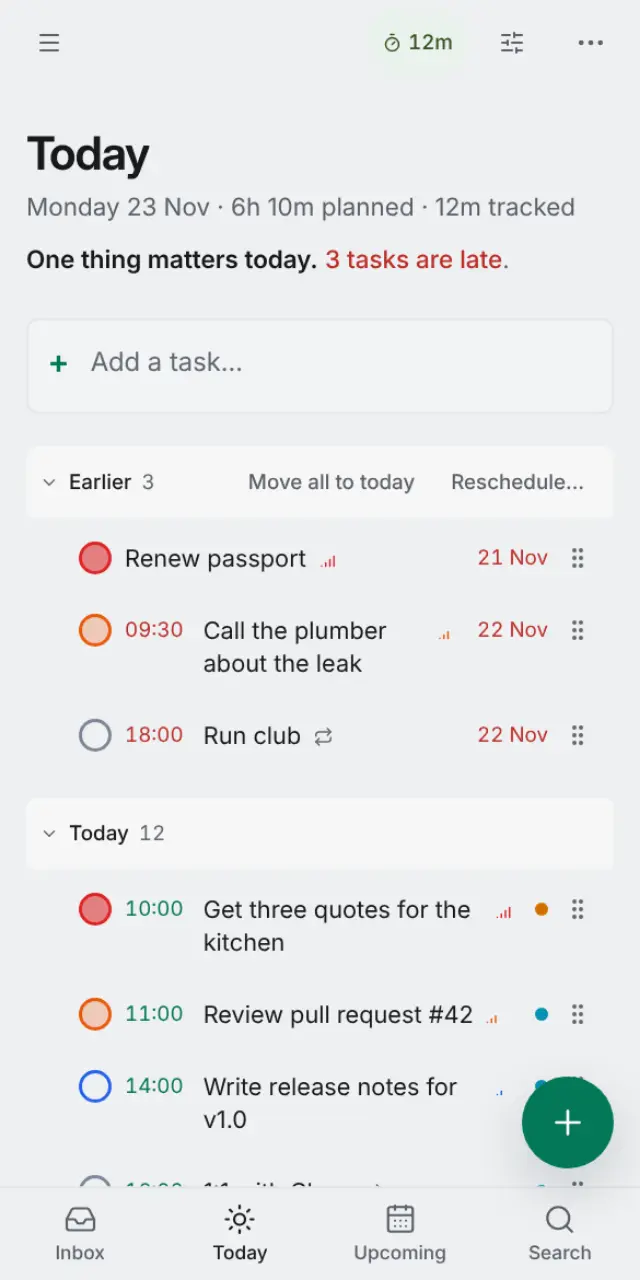 12m
Today
Monday 23 Nov · 6h 10m planned · 12m tracked
One thing matters today. 3 tasks are late.
+ Add a task...
Earlier 3 Move all to today Reschedule...
Renew passport 21 Nov
09:30 Call the plumber 22 Nov
about the leak
18:00 Run club 22 Nov
Today 12
10:00 Get three quotes for the
kitchen
11:00 Review pull request #42
14:00 Write release notes for
v1.0
Inbox Today Upcoming Search